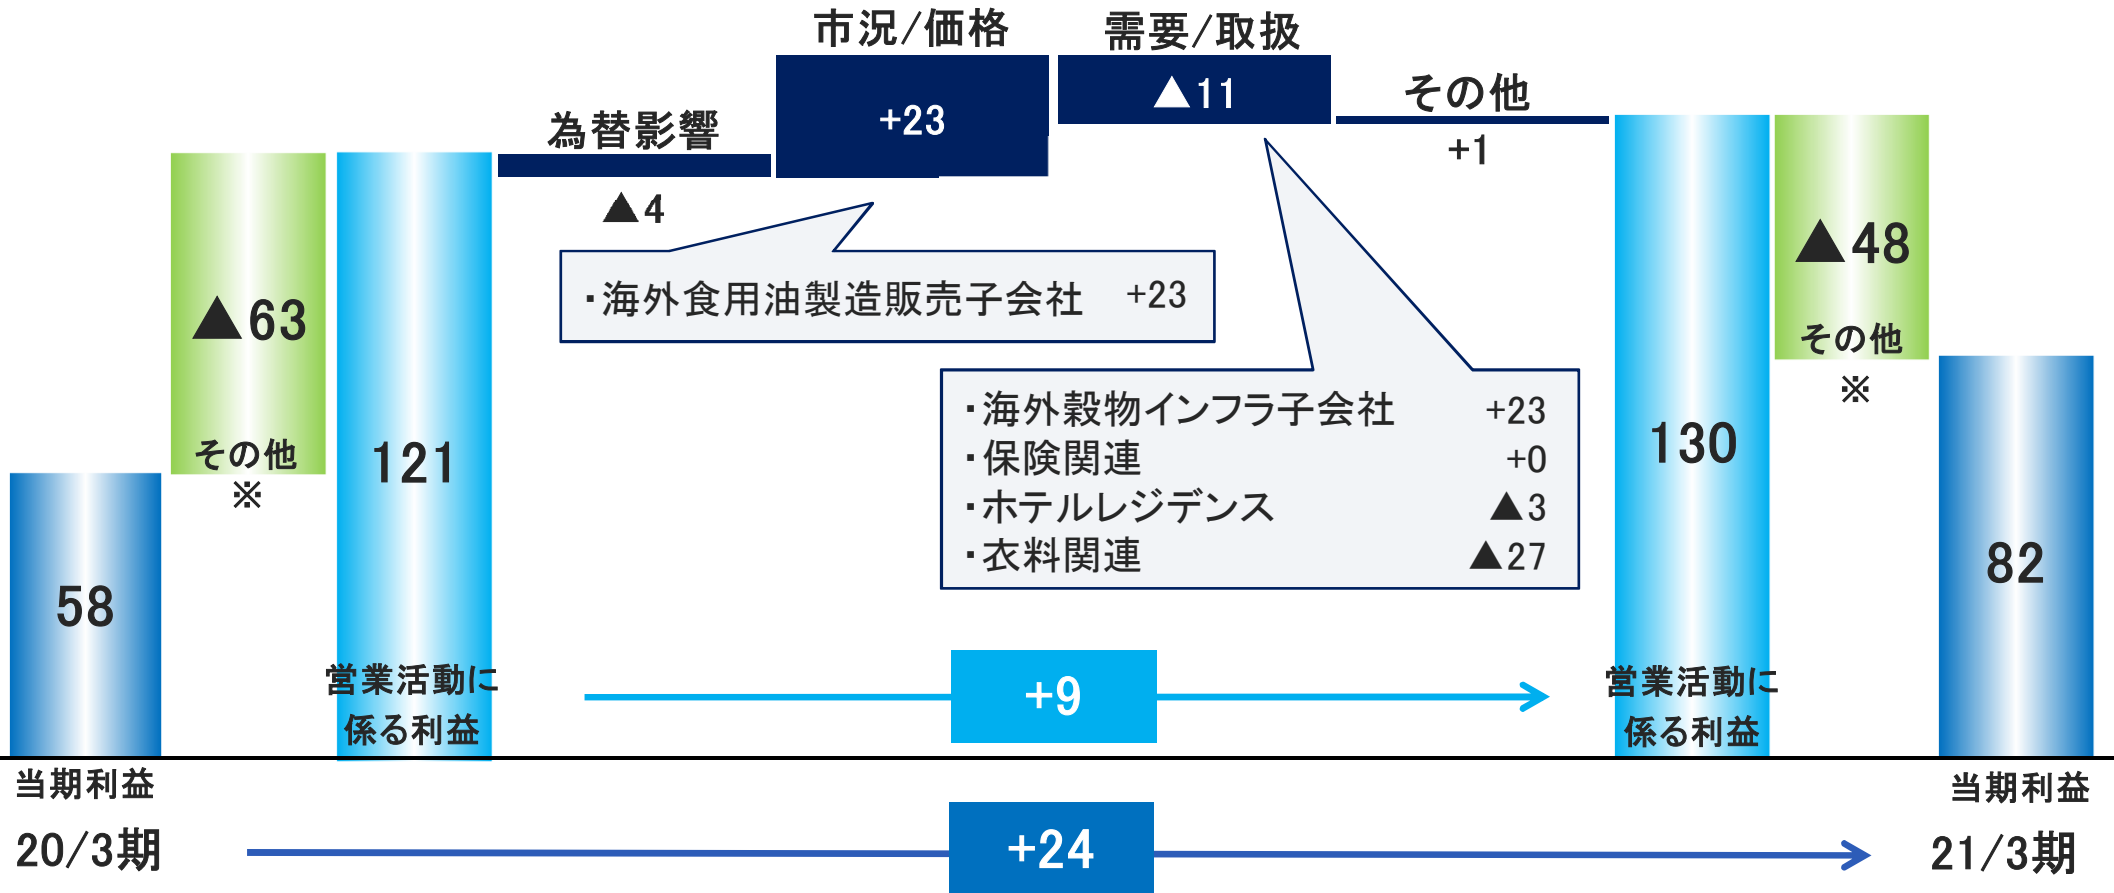 市況/価格
需要/取扱
+23
▲11
その他
+1
為替影響
▲4
・海外食用油製造販売子会社 +23
・海外穀物インフラ子会社 +23
・保険関連 +0
・ホテルレジデンス ▲3
・衣料関連 ▲27
▲63
その他
※
121
営業活動に
係る利益
58
▲48
その他
※
130
営業活動に
係る利益
82
+9
当期利益
当期利益
20/3期
+24
21/3期